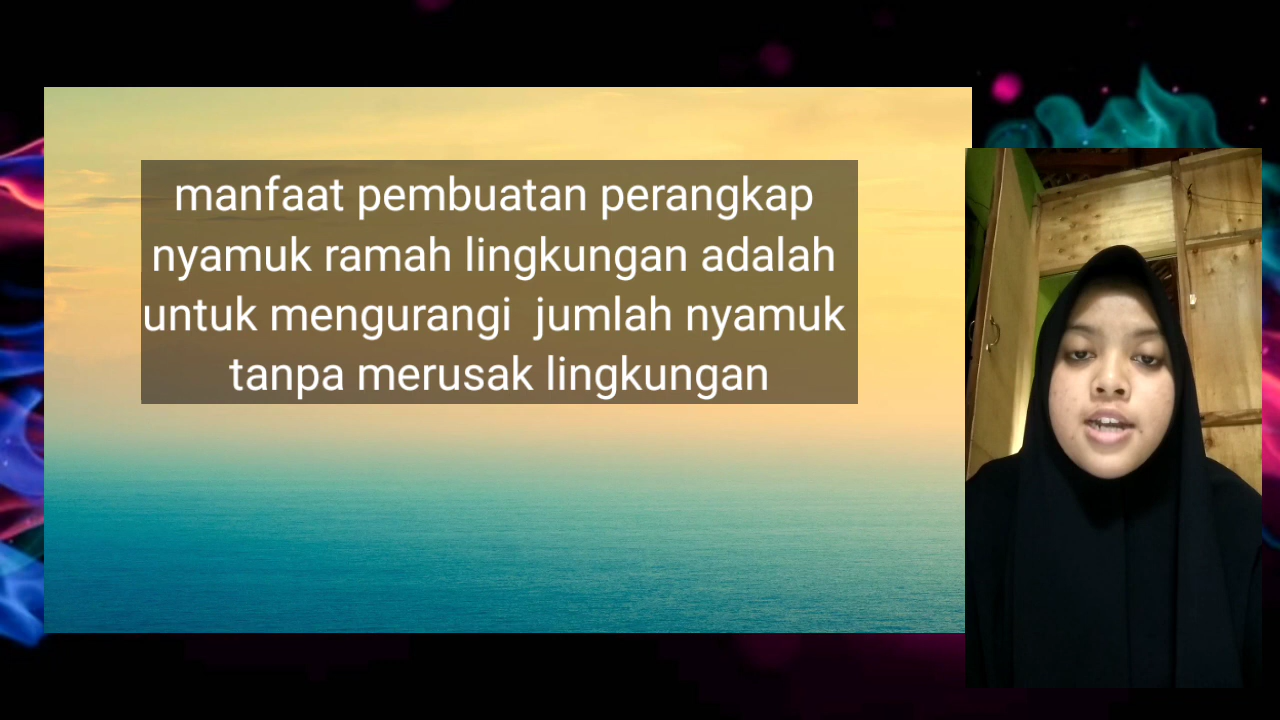 manfaat pembuatan perangkap
nyamuk ramah lingkungan adalah
untuk mengurangi  jumlah nyamuk
tanpa merusak lingkungan